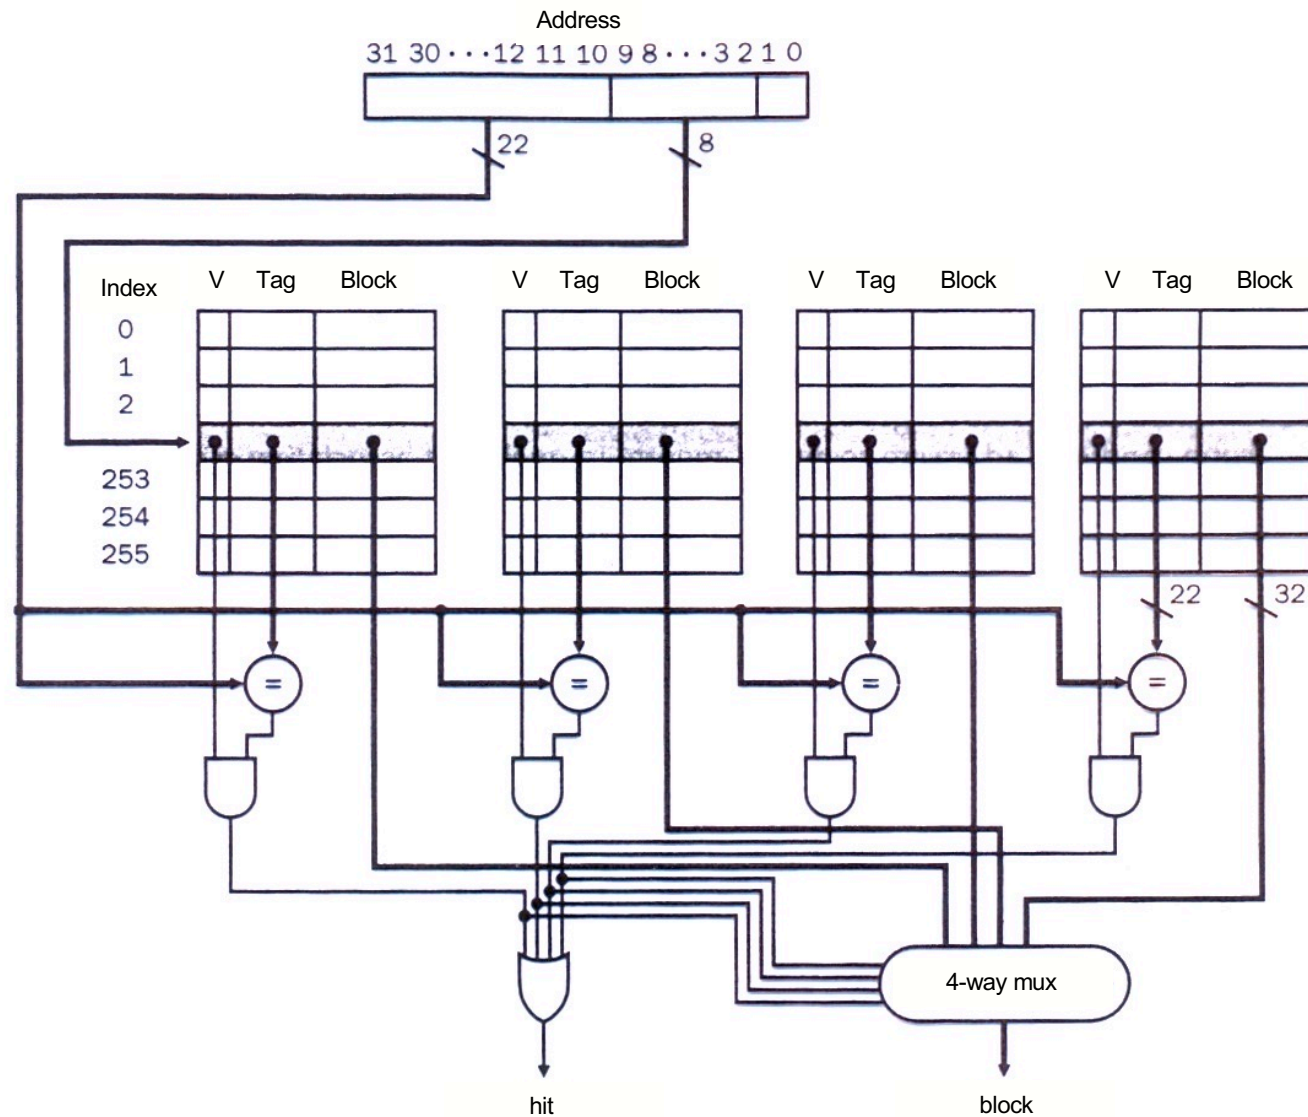 Address
31 30 · · · 12 11 10 9 8 · · · 3 2 1 0
22 8
Index V Tag Block V Tag Block V Tag Block V Tag Block
0
1
2
253
254
255
22 32
= = = =
4-way mux
hit block